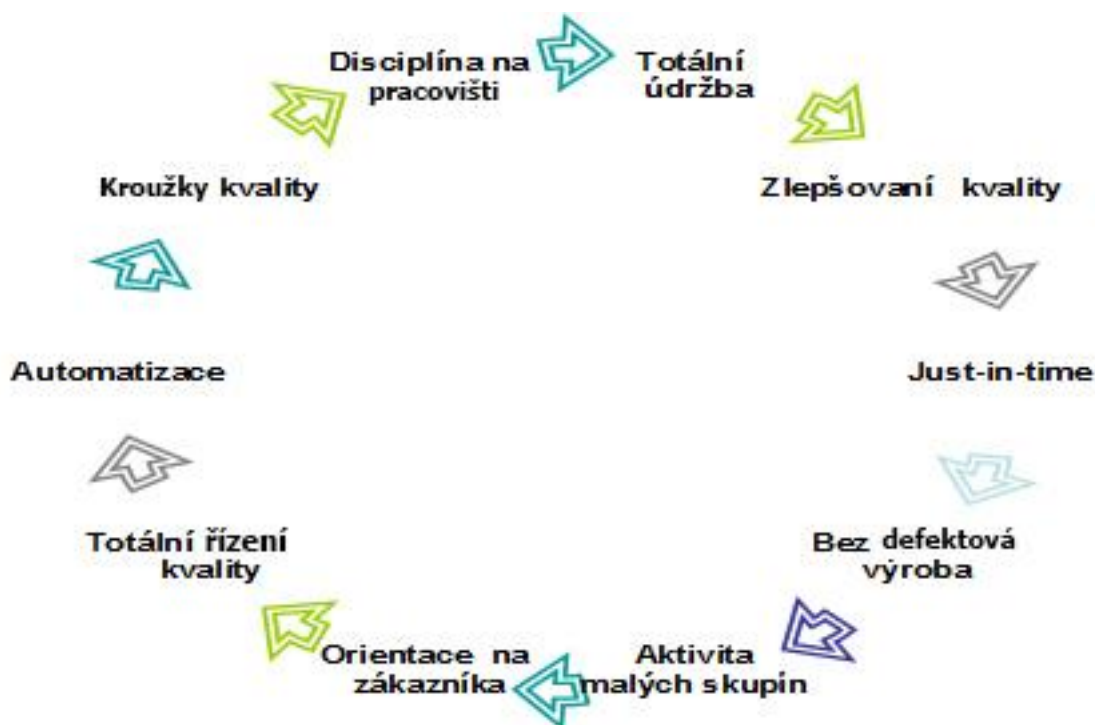 Disciplína na
pracovišti
Totální
údržba
Zlepšovaní kvality
Just-in-time
Bez defektová
výroba
Aktivita
malých skupin
Orientace na
zákazníka
Totální řízení
kvality
Automatizace
Kroužky kvality